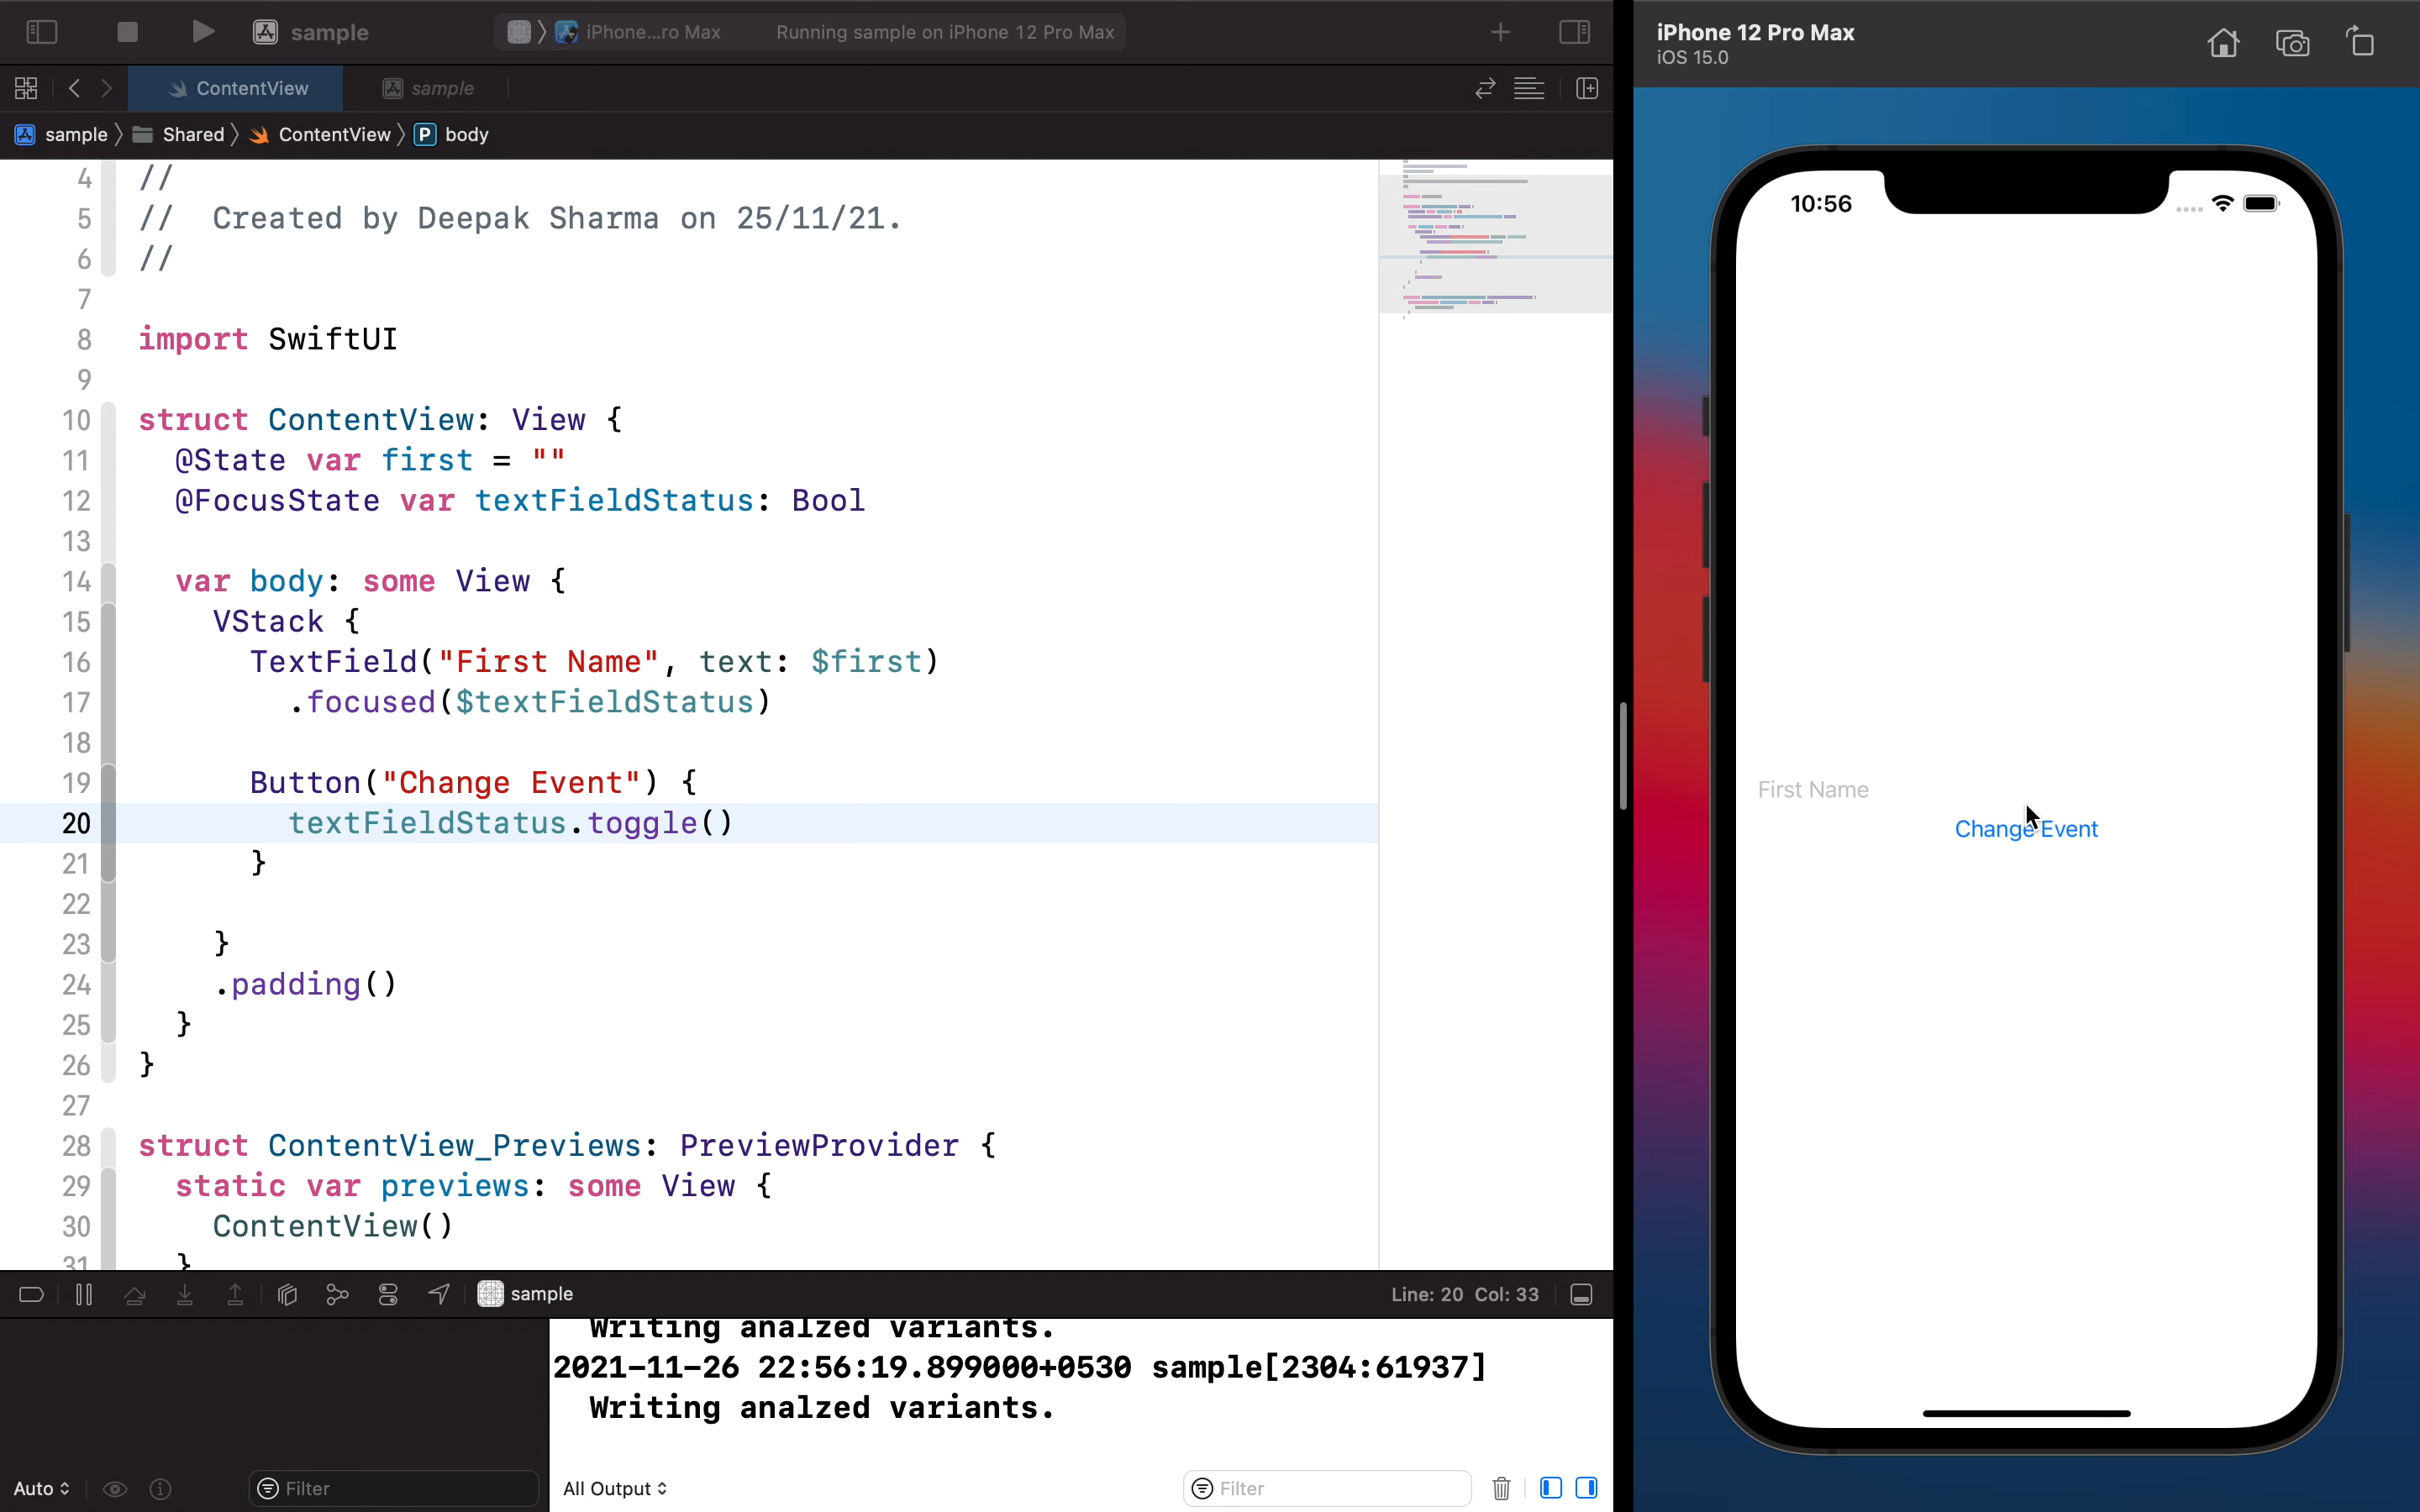 sample
iPhone...ro Max
Running sample on iPhone 12 Pro Max
ContentView
sample
sample
Shared
ContentView
P
body
4 //
5 //  Created by Deepak Sharma on 25/11/21.
6 //
7
8 import SwiftUI
9
10 struct ContentView: View {
11   @State var first = ""
12   @FocusState var textFieldStatus: Bool
13
14   var body: some View {
15     VStack {
16       TextField("First Name", text: $first)
17         .focused($textFieldStatus)
18
19       Button("Change Event") {
20         textFieldStatus.toggle()
21       }
22
23     }
24     .padding()
25   }
26 }
27
28 struct ContentView_Previews: PreviewProvider {
29   static var previews: some View {
30     ContentView()
31   }
sample
Line: 20 Col: 33
Writing analzed variants.
2021-11-26 22:56:19.899000+0530 sample[2304:61937]
Writing analzed variants.
Auto
Filter
All Output
Filter
iPhone 12 Pro Max
iOS 15.0
10:56
First Name
Change Event